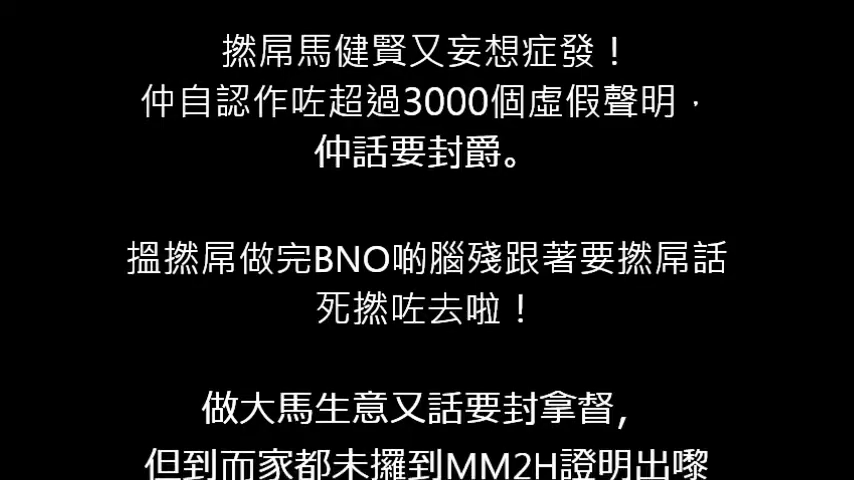 撚屌馬健賢又妄想症發！
仲自認作咗超過3000個虛假聲明，
仲話要封爵。
搵撚屌做完BNO啲腦殘跟著要撚屌話
死撚咗去啦！
做大馬生意又話要封拿督,
但到而家都未攞到MM2H證明出嚟